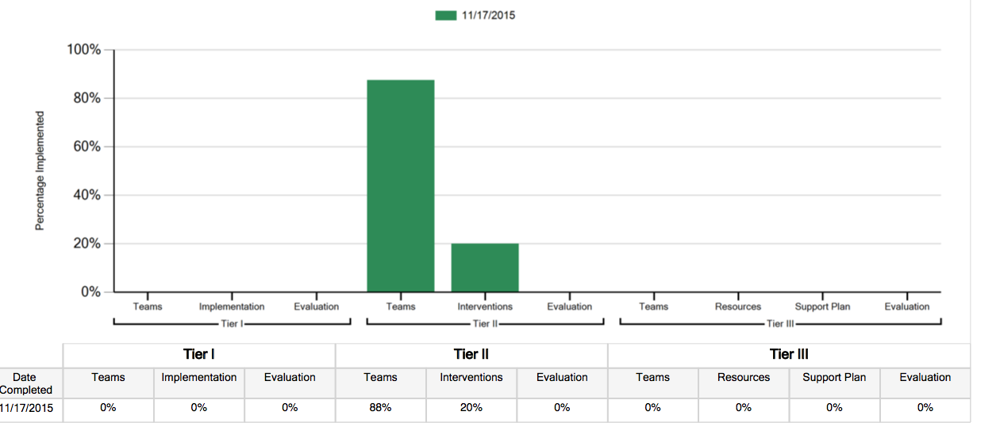 11/17/2015
100%
80%
60%
40%
20%
0%
Percentage Implemented
Teams Implementation Evaluation Teams Interventions Evaluation Teams Resources Support Plan Evaluation
Tier I Tier II Tier III
Tier I Tier II Tier III
Date Completed Teams Implementation Evaluation Teams Interventions Evaluation Teams Resources Support Plan Evaluation
11/17/2015 0% 0% 0% 88% 20% 0% 0% 0% 0% 0%